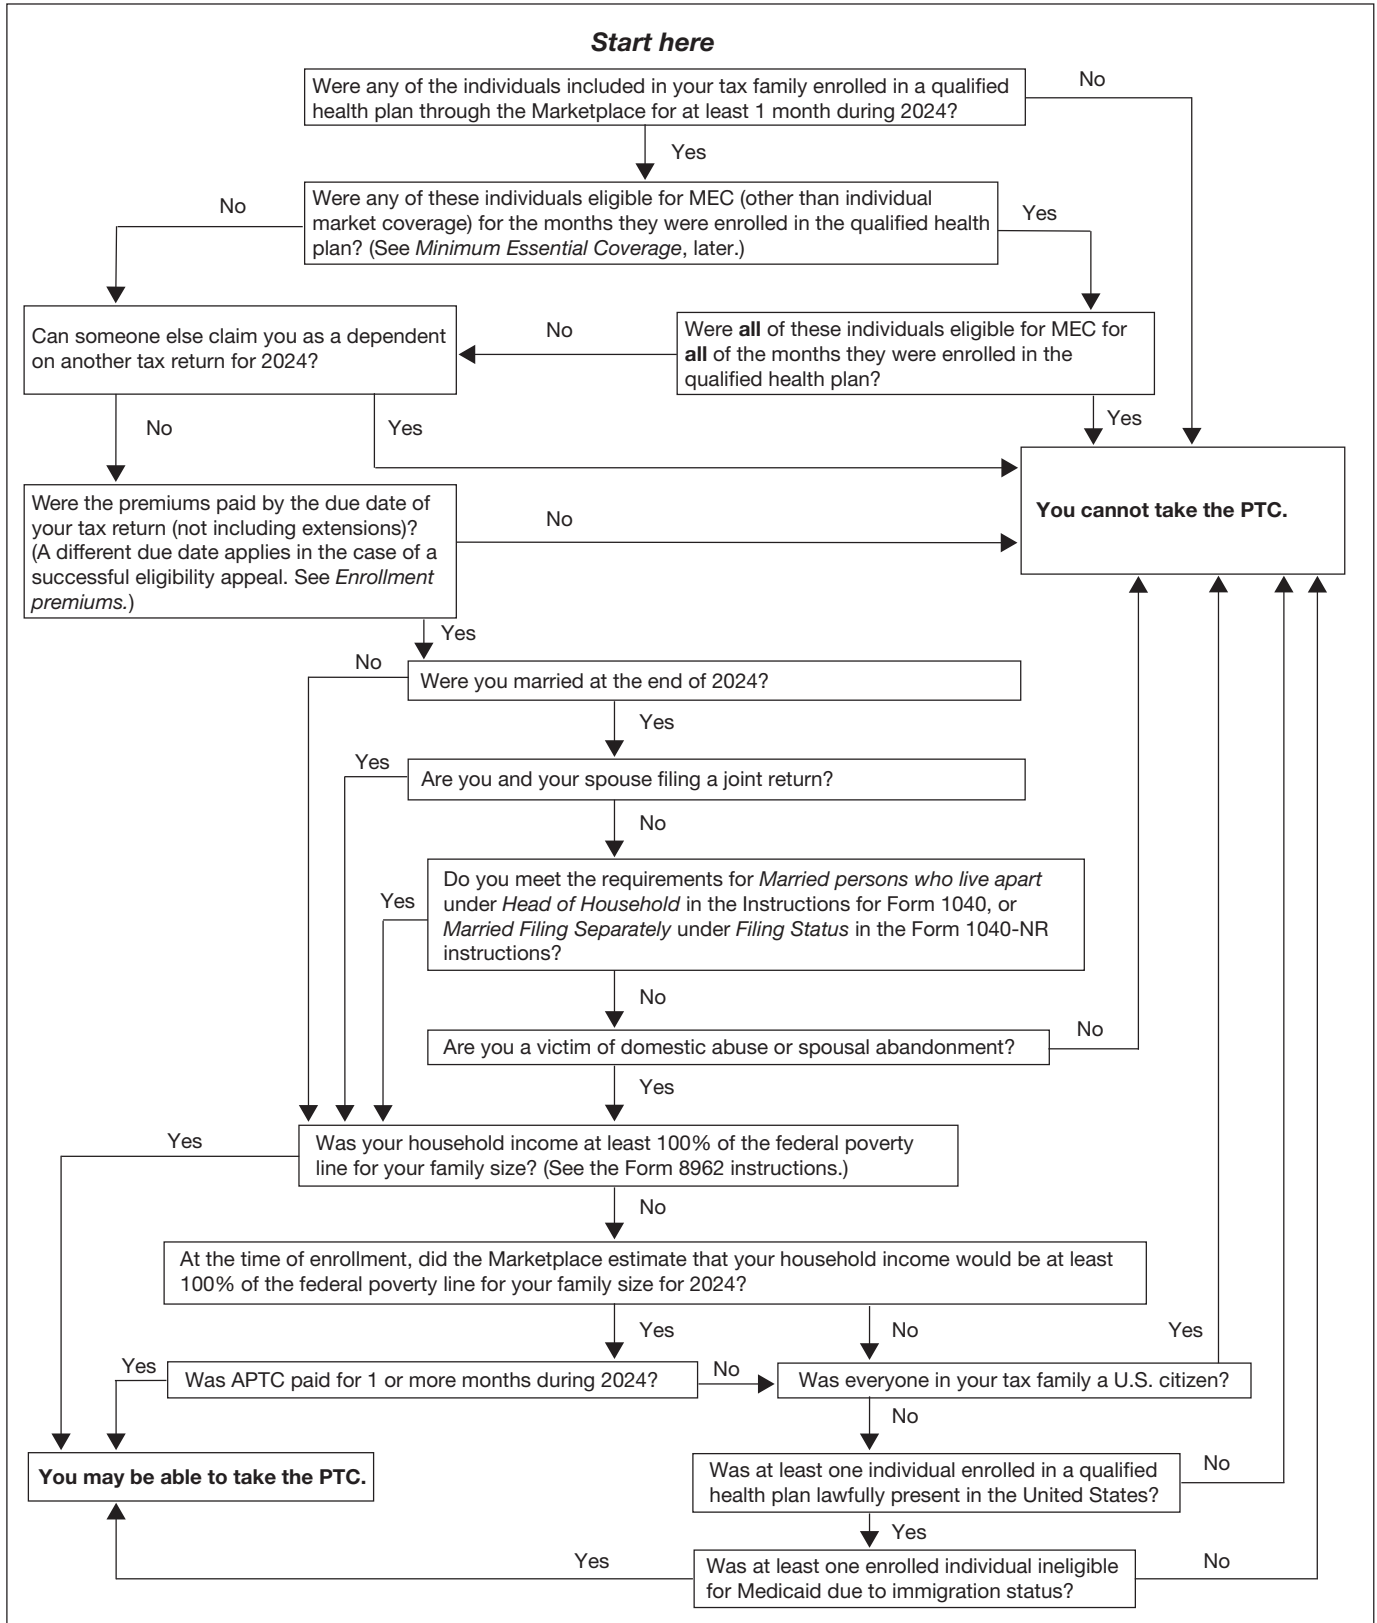 Start here
Were any of the individuals included in your tax family enrolled in a qualified
health plan through the Marketplace for at least 1 month during 2024?
No
Yes
Were any of these individuals eligible for MEC (other than individual
market coverage) for the months they were enrolled in the qualified health
plan? (See Minimum Essential Coverage, later.)
No
Yes
Can someone else claim you as a dependent
on another tax return for 2024?
No
Were all of these individuals eligible for MEC for
all of the months they were enrolled in the
qualified health plan?
No
Yes
Yes
You cannot take the PTC.
Were the premiums paid by the due date of
your tax return (not including extensions)?
(A different due date applies in the case of a
successful eligibility appeal. See Enrollment
premiums.)
No
Yes
No
Were you married at the end of 2024?
Yes
Yes
Are you and your spouse filing a joint return?
No
Yes
Do you meet the requirements for Married persons who live apart
under Head of Household in the Instructions for Form 1040, or
Married Filing Separately under Filing Status in the Form 1040-NR
instructions?
No
Are you a victim of domestic abuse or spousal abandonment?
No
Yes
Yes
Was your household income at least 100% of the federal poverty
line for your family size? (See the Form 8962 instructions.)
No
At the time of enrollment, did the Marketplace estimate that your household income would be at least
100% of the federal poverty line for your family size for 2024?
Yes
No
Yes
Yes
Was APTC paid for 1 or more months during 2024?
No
Was everyone in your tax family a U.S. citizen?
No
You may be able to take the PTC.
Was at least one individual enrolled in a qualified
health plan lawfully present in the United States?
No
Yes
Yes
Was at least one enrolled individual ineligible
for Medicaid due to immigration status?
No